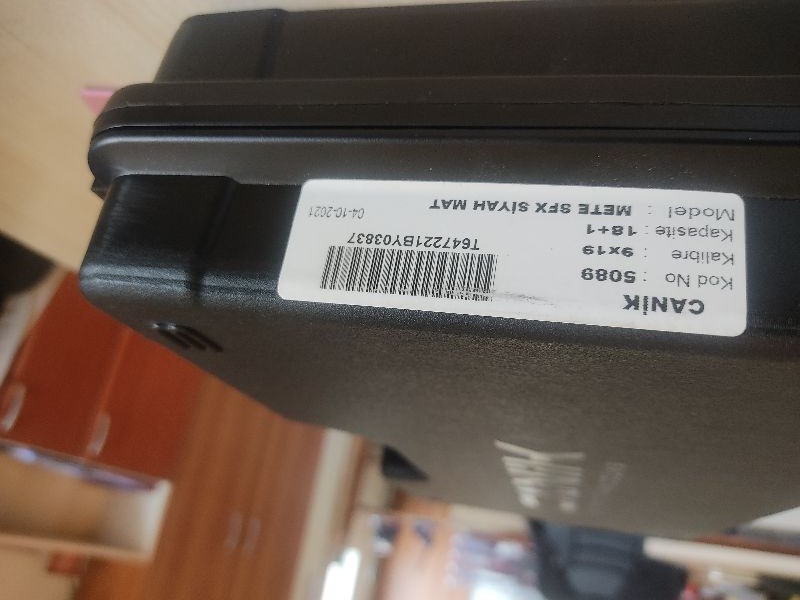 CANİK
Kod No : 5089
Kalibre : 9x19
Kapasite : 18+1
Model : METE SFX SİYAH MAT
T647221BY03837
04-10-2021